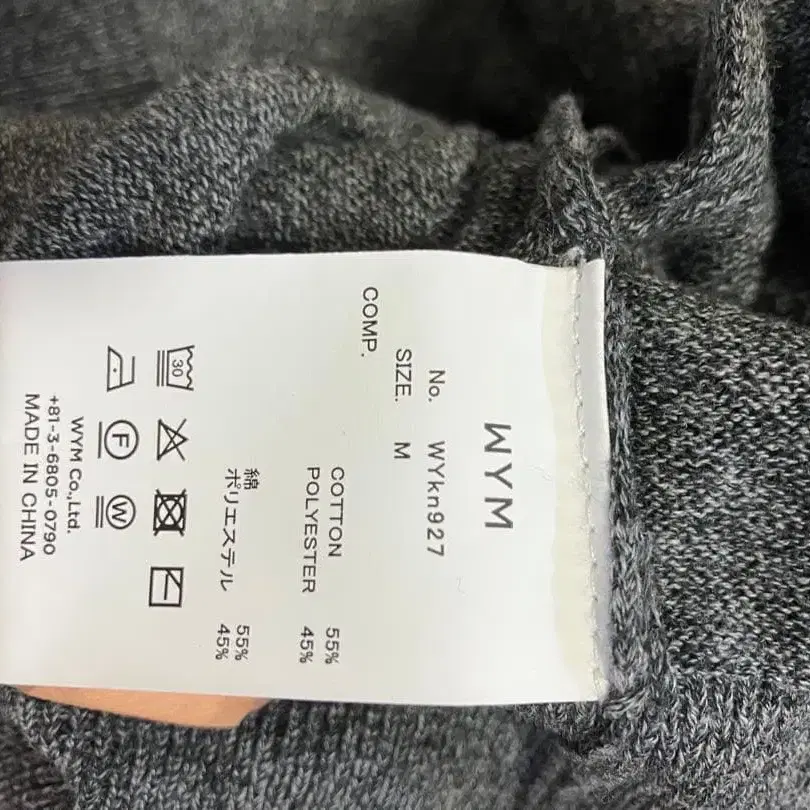 WYM
No. WYkn927
SIZE. M
COMP.
COTTON 55%
POLYESTER 45%
綿 55%
ポリエステル 45%
30
F W
WYM Co.,Ltd.
+81-3-6805-0790
MADE IN CHINA